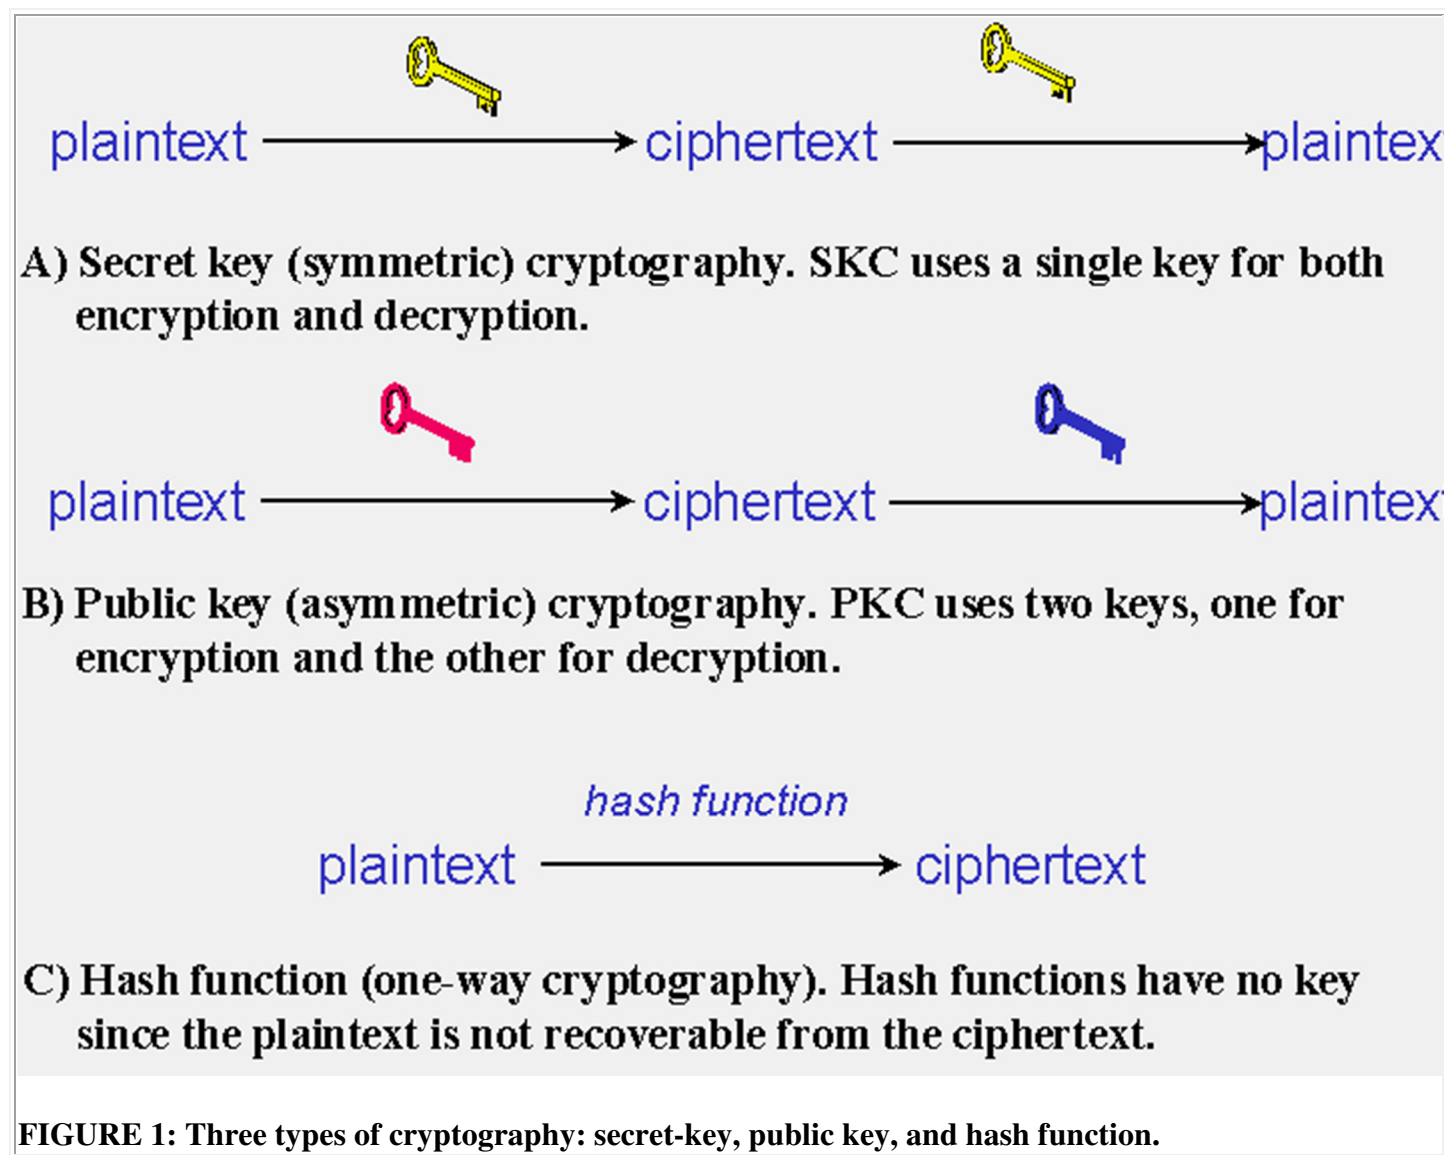 plaintext ciphertext plaintex
A) Secret key (symmetric) cryptography. SKC uses a single key for both
encryption and decryption.
plaintext ciphertext plaintext
B) Public key (asymmetric) cryptography. PKC uses two keys, one for
encryption and the other for decryption.
hash function
plaintext ciphertext
C) Hash function (one-way cryptography). Hash functions have no key
since the plaintext is not recoverable from the ciphertext.
FIGURE 1: Three types of cryptography: secret-key, public key, and hash function.